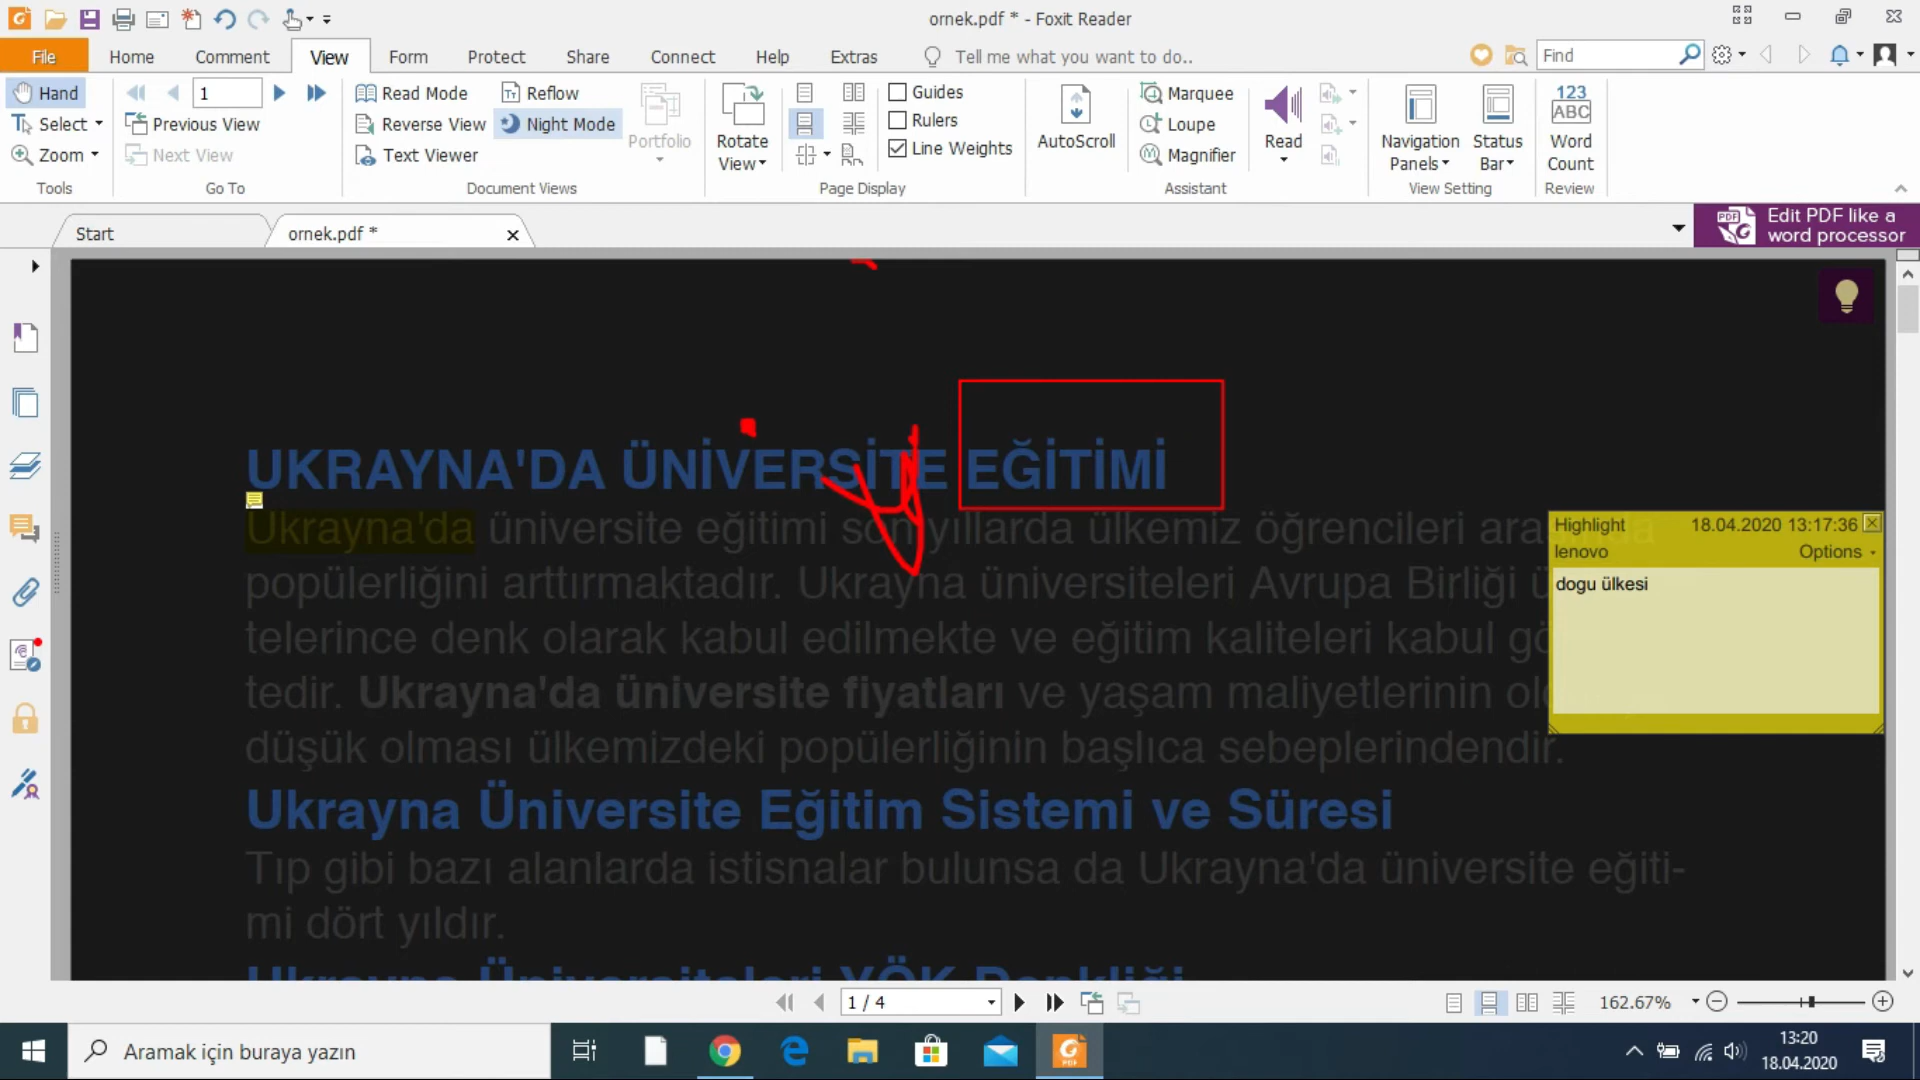 ornek.pdf * - Foxit Reader
File Home Comment View Form Protect Share Connect Help Extras Tell me what you want to do.. Find
Hand
Select
Zoom
Tools
1
Previous View
Next View
Go To
Read Mode
Reverse View
Text Viewer
Reflow
Night Mode
Portfolio
Document Views
Rotate
View
Guides
Rulers
Line Weights
Page Display
AutoScroll
Marquee
Loupe
Magnifier
Assistant
Read
Navigation
Panels
Status
Bar
View Setting
123
ABC
Word
Count
Review
Start
ornek.pdf *
Edit PDF like a
word processor
UKRAYNA'DA ÜNİVERSİTE EĞİTİMİ
Ukrayna'da üniversite eğitimi son yıllarda ülkemiz öğrencileri arasında
popülerliğini arttırmaktadır. Ukrayna üniversiteleri Avrupa Birliği ü
telerince denk olarak kabul edilmekte ve eğitim kaliteleri kabul gö
tedir. Ukrayna'da üniversite fiyatları ve yaşam maliyetlerinin
düşük olması ülkemizdeki popülerliğinin başlıca sebeplerindendir.
Ukrayna Üniversite Eğitim Sistemi ve Süresi
Tıp gibi bazı alanlarda istisnalar bulunsa da Ukrayna'da üniversite eğiti-
mi dört yıldır.
Ukrayna Üniversiteleri YÖK Denkliği
Highlight 18.04.2020 13:17:36
lenovo Options
dogu ülkesi
1 / 4
162.67%
Aramak için buraya yazın
13:20
18.04.2020